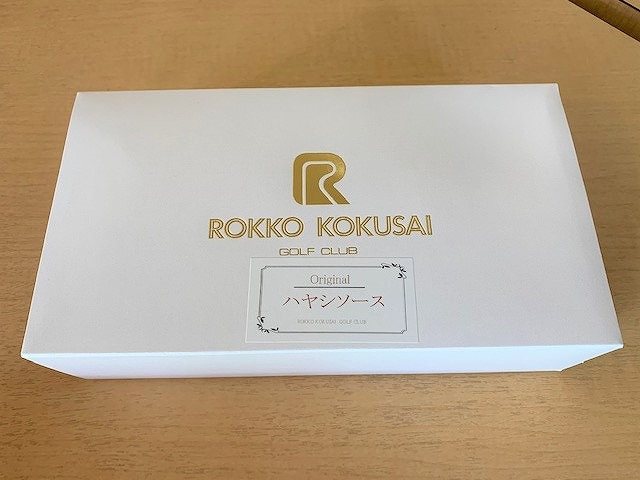 R
ROKKO KOKUSAI
GOLF CLUB
Original
ハヤシソース
ROKKO KOKUSAI GOLF CLUB